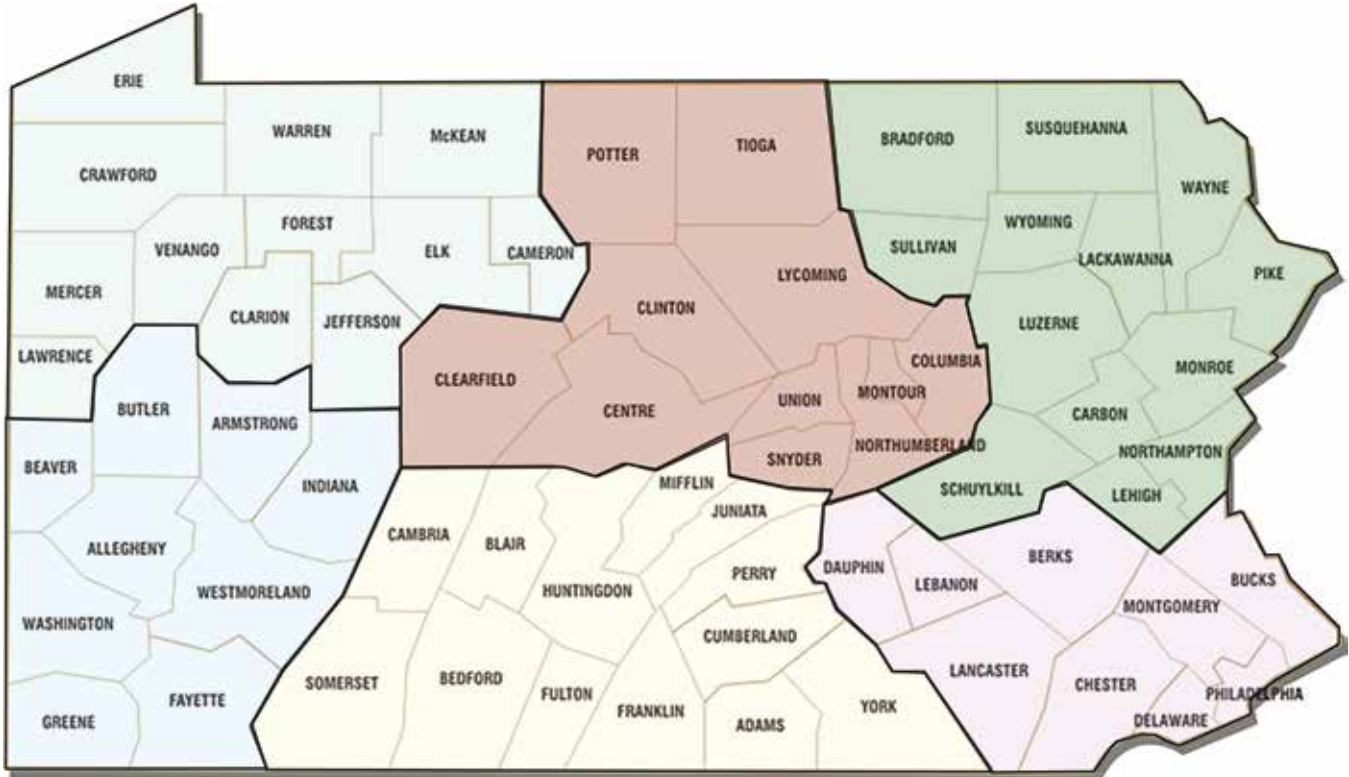 ERIE
WARREN
McKEAN
CRAWFORD
FOREST
VENANGO
ELK
CAMERON
MERCER
CLARION
JEFFERSON
LAWRENCE
POTTER
TIOGA
LYCOMING
CLINTON
CLEARFIELD
CENTRE
UNION
MONTOUR
COLUMBIA
SNYDER
NORTHUMBERLAND
BRADFORD
SUSQUEHANNA
WAYNE
WYOMING
SULLIVAN
LACKAWANNA
PIKE
LUZERNE
MONROE
CARBON
NORTHAMPTON
SCHUYLKILL
LEHIGH
BUTLER
ARMSTRONG
BEAVER
INDIANA
ALLEGHENY
WESTMORELAND
WASHINGTON
FAYETTE
GREENE
MIFFLIN
JUNIATA
CAMBRIA
BLAIR
PERRY
HUNTINGDON
CUMBERLAND
SOMERSET
BEDFORD
FULTON
FRANKLIN
ADAMS
YORK
DAUPHIN
LEBANON
BERKS
BUCKS
MONTGOMERY
LANCASTER
CHESTER
PHILADELPHIA
DELAWARE